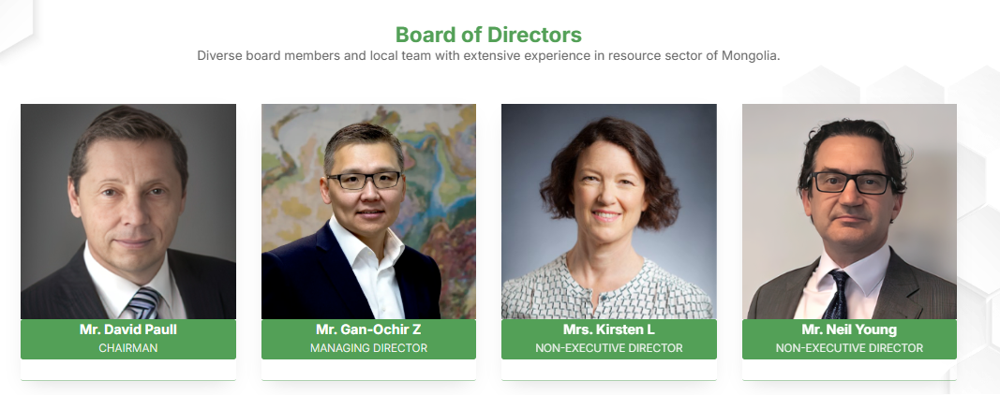 Board of Directors
Diverse board members and local team with extensive experience in resource sector of Mongolia.
Mr. David Paull
CHAIRMAN
Mr. Gan-Ochir Z
MANAGING DIRECTOR
Mrs. Kirsten L
NON-EXECUTIVE DIRECTOR
Mr. Neil Young
NON-EXECUTIVE DIRECTOR